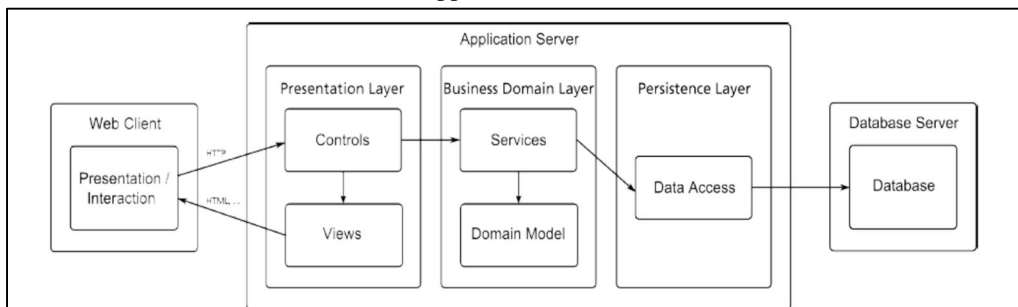 Application Server
Presentation Layer
Business Domain Layer
Persistence Layer
Web Client
Database Server
Controls
Services
HTTP
Presentation /
Interaction
Data Access
Database
HTML, ...
Views
Domain Model